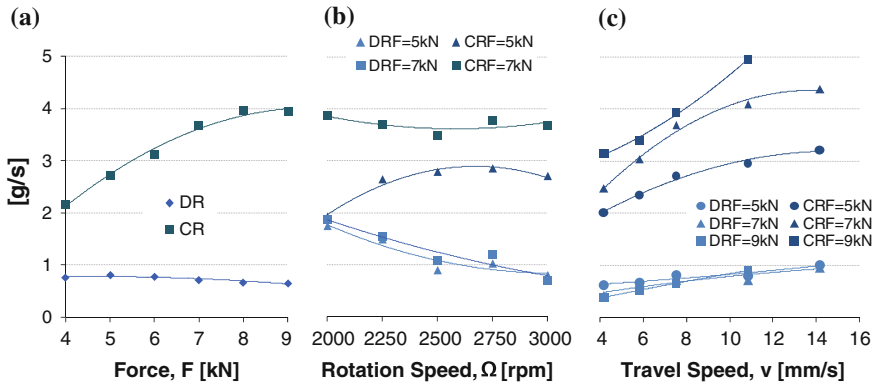 (a)
(b)
(c)
[g/s]
5
4
3
2
1
0
DR
CR
4 5 6 7 8 9
Force, F [kN]
DRF=5kN CRF=5kN
DRF=7kN CRF=7kN
2000 2250 2500 2750 3000
Rotation Speed, Ω [rpm]
DRF=5kN CRF=5kN
DRF=7kN CRF=7kN
DRF=9kN CRF=9kN
4 6 8 10 12 14 16
Travel Speed, v [mm/s]